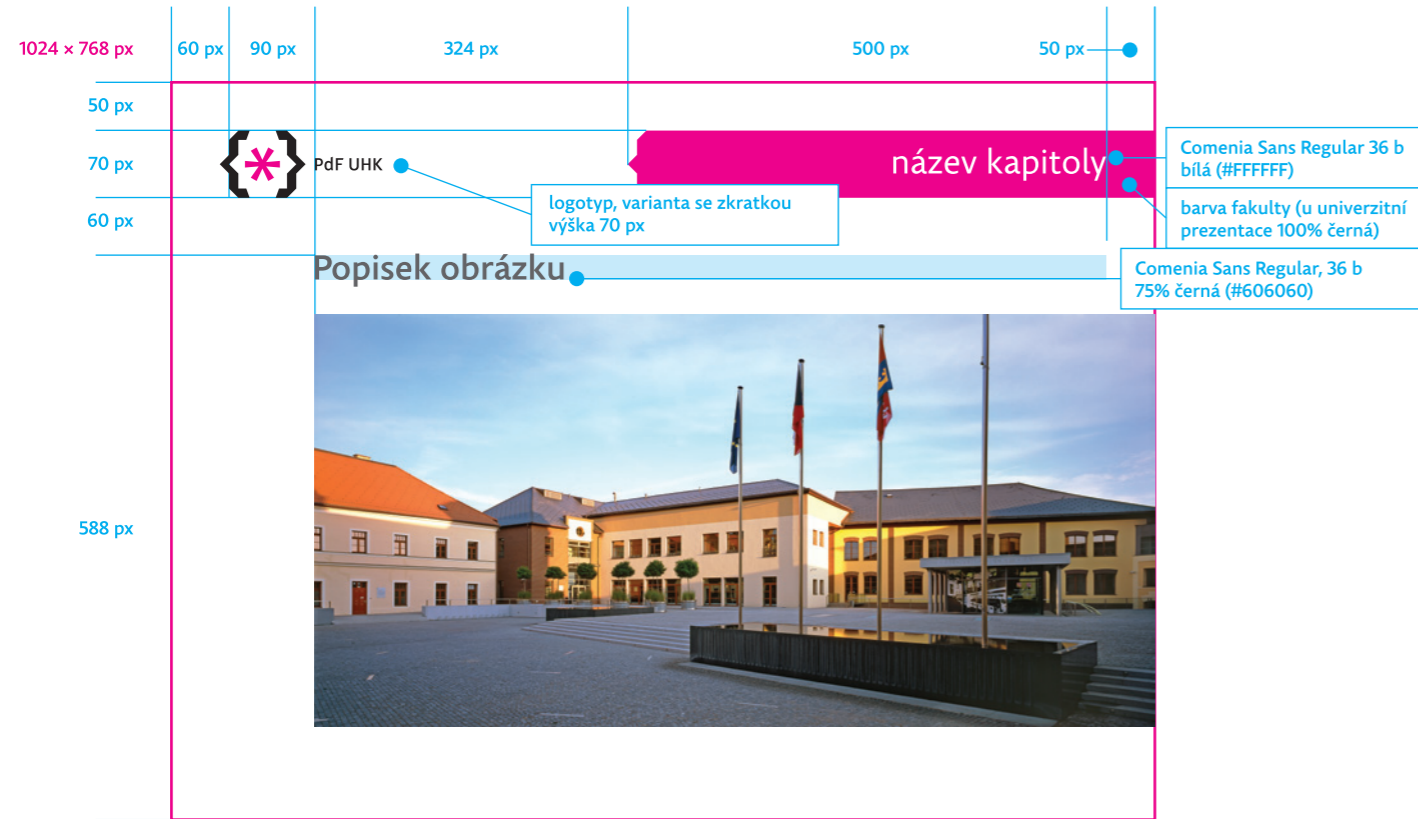 1024 × 768 px
60 px
90 px
324 px
500 px
50 px
50 px
70 px
PdF UHK
název kapitoly
Comenia Sans Regular 36 b
bílá (#FFFFFF)
logotyp, varianta se zkratkou
výška 70 px
barva fakulty (u univerzitní
prezentace 100% černá)
60 px
Popisek obrázku
Comenia Sans Regular, 36 b
75% černá (#606060)
588 px